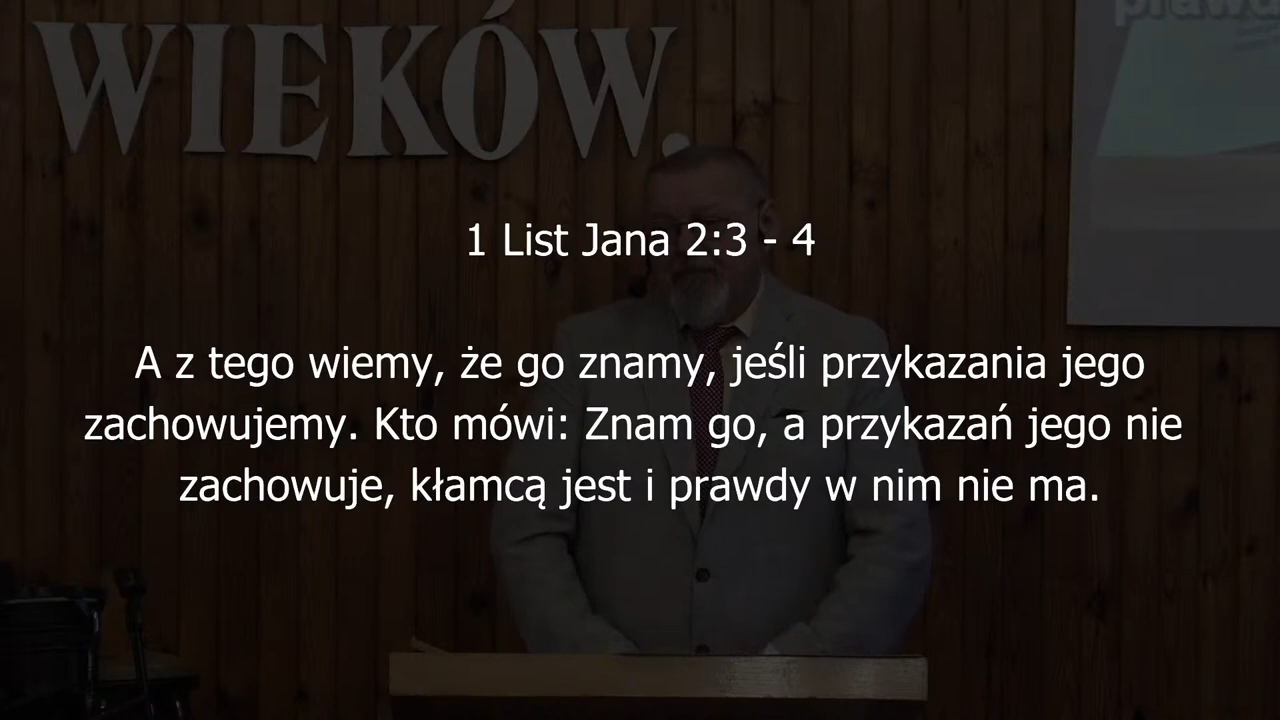 WIEKÓW.
prawd
1 List Jana 2:3 - 4
A z tego wiemy, że go znamy, jeśli przykazania jego
zachowujemy. Kto mówi: Znam go, a przykazań jego nie
zachowuje, kłamcą jest i prawdy w nim nie ma.